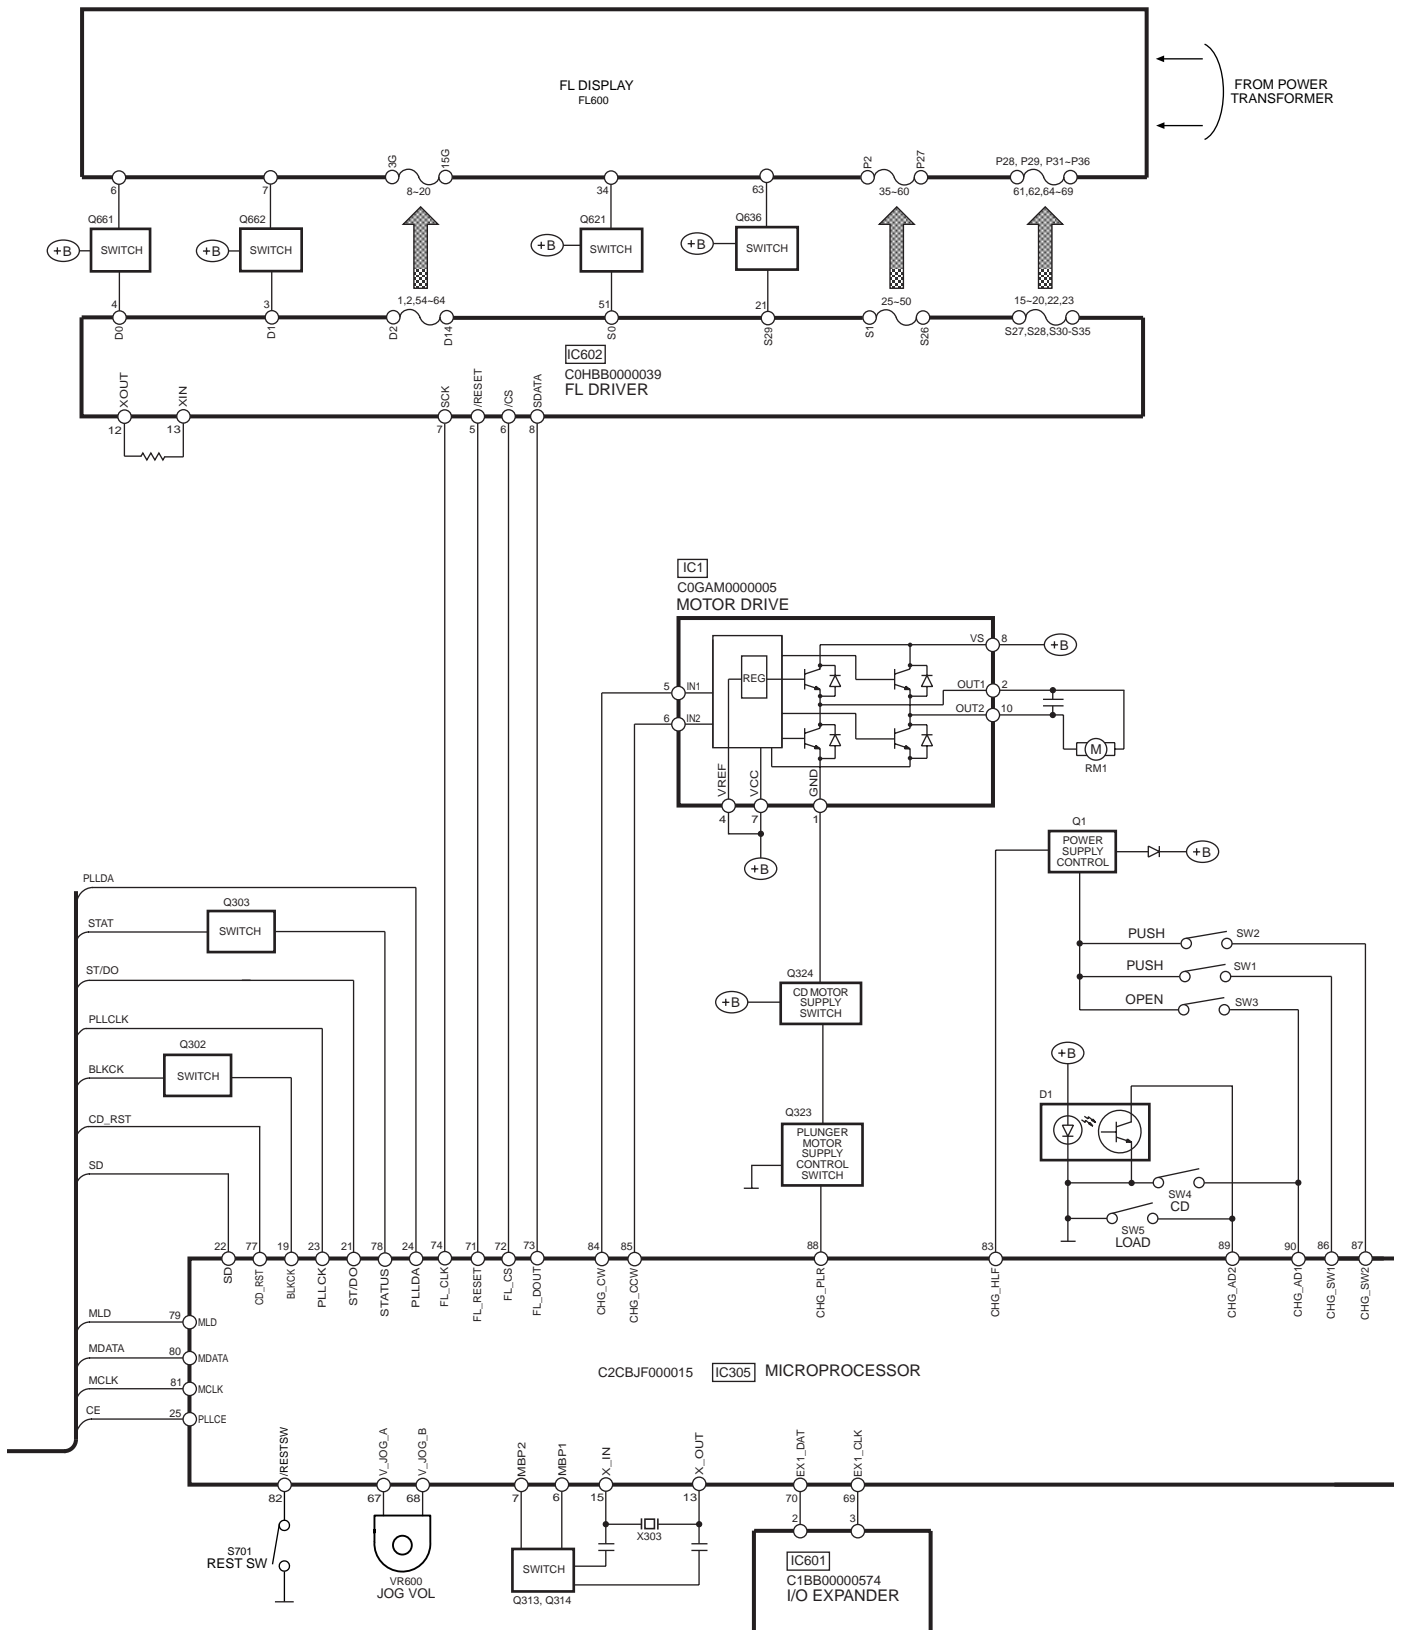 FL DISPLAY
FL600
FROM POWER
TRANSFORMER
3G
15G
P2
P27
P28, P29, P31~P36
6
7
8~20
34
63
35~60
61,62,64~69
Q661
Q662
Q621
Q636
+B
SWITCH
+B
SWITCH
+B
SWITCH
+B
SWITCH
4
3
1,2,54~64
51
21
25~50
15~20,22,23
D0
D1
D2
D14
S0
S29
S1
S26
S27,S28,S30-S35
IC602
C0HBB0000039
FL DRIVER
XOUT
XIN
SCK
/RESET
/CS
SDATA
12
13
7
5
6
8
IC1
C0GAM0000005
MOTOR DRIVE
VS
8
+B
REG
5
IN1
OUT1
2
6
IN2
OUT2
10
M
RM1
VREF
VCC
GND
4
7
1
+B
Q1
POWER
SUPPLY
CONTROL
+B
PLLDA
Q303
STAT
SWITCH
PUSH
SW2
PUSH
SW1
OPEN
SW3
ST/DO
Q324
+B
CD MOTOR
SUPPLY
SWITCH
PLLCLK
Q302
BLKCK
SWITCH
+B
D1
CD_RST
Q323
PLUNGER
MOTOR
SUPPLY
CONTROL
SWITCH
SD
SW4
CD
SW5
LOAD
22
77
19
23
21
78
24
74
71
72
73
84
85
88
83
89
90
86
87
SD
CD_RST
BLKCK
PLLCK
ST/DO
STATUS
PLLDA
FL_CLK
FL_RESET
FL_CS
FL_DOUT
CHG_CW
CHG_CCW
CHG_PLR
CHG_HLF
CHG_AD2
CHG_AD1
CHG_SW1
CHG_SW2
MLD
79
MLD
MDATA
80
MDATA
MCLK
81
MCLK
CE
25
PLLCE
C2CBJF000015
IC305
MICROPROCESSOR
/RESTSW
V_JOG_A
V_JOG_B
MBP2
MBP1
X_IN
X_OUT
EX1_DAT
EX1_CLK
82
67
68
7
6
15
13
70
69
X303
2
3
S701
REST SW
VR600
JOG VOL
SWITCH
Q313, Q314
IC601
C1BB00000574
I/O EXPANDER